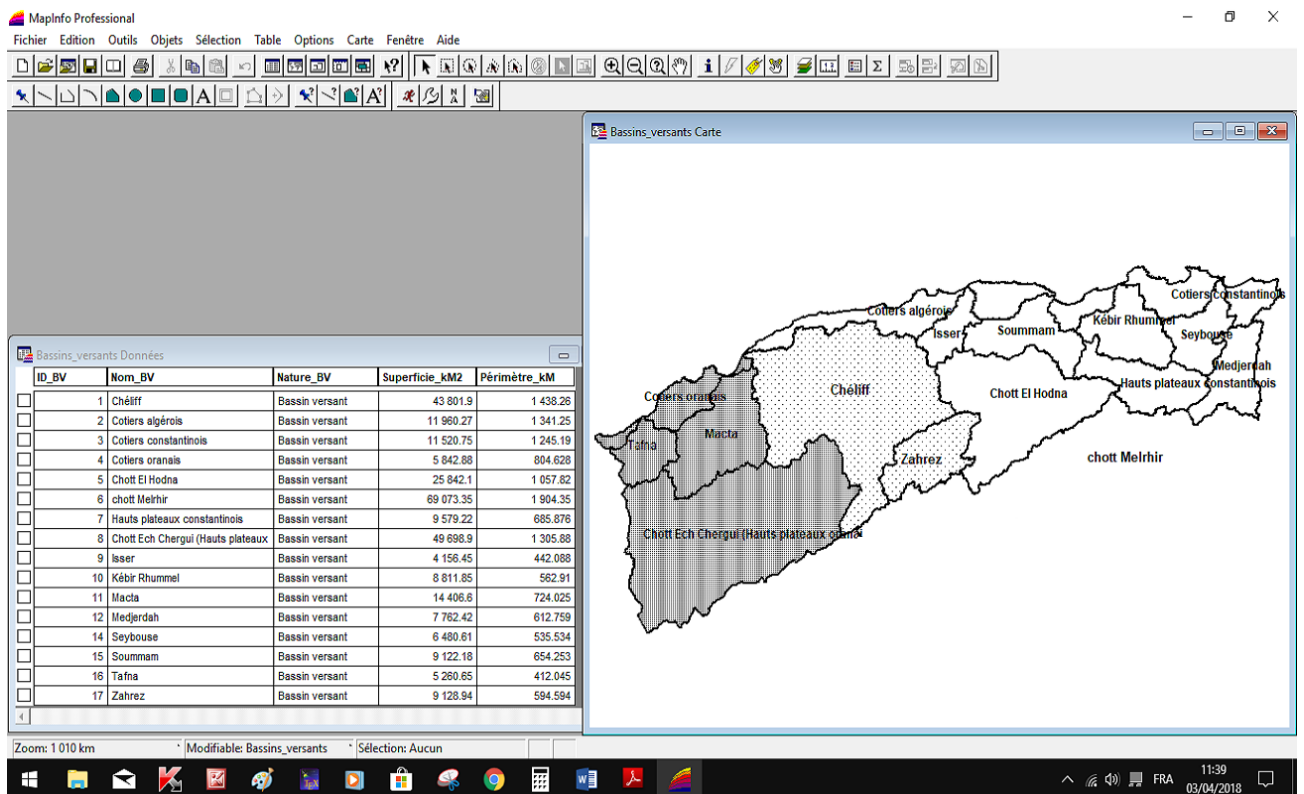 MapInfo Professional
Fichier Edition Outils Objets Sélection Table Options Carte Fenêtre Aide
Bassins_versants Carte
Cotiers constantinois
Cotiers algérois
Kébir Rhummel
Isser
Soummam
Seybouse
Medjerdah
Hauts plateaux constantinois
Chéliff
Chott El Hodna
Cotiers oranais
Macta
Tafna
Zahrez
chott Melrhir
Chott Ech Chergui (Hauts plateaux
Bassins_versants Données
ID_BV Nom_BV Nature_BV Superficie_kM2 Périmètre_kM
1 Chéliff Bassin versant 43 801.9 1 438.26
2 Cotiers algérois Bassin versant 11 960.27 1 341.25
3 Cotiers constantinois Bassin versant 11 520.75 1 245.19
4 Cotiers oranais Bassin versant 5 842.88 804.628
5 Chott El Hodna Bassin versant 25 842.1 1 057.82
6 chott Melrhir Bassin versant 69 073.35 1 904.35
7 Hauts plateaux constantinois Bassin versant 9 579.22 685.876
8 Chott Ech Chergui (Hauts plateaux Bassin versant 49 698.9 1 305.88
9 Isser Bassin versant 4 156.45 442.088
10 Kébir Rhummel Bassin versant 8 811.85 562.91
11 Macta Bassin versant 14 406.6 724.025
12 Medjerdah Bassin versant 7 762.42 612.759
14 Seybouse Bassin versant 6 480.61 535.534
15 Soummam Bassin versant 9 122.18 654.253
16 Tafna Bassin versant 5 260.65 412.045
17 Zahrez Bassin versant 9 128.94 594.594
Zoom: 1 010 km Modifiable: Bassins_versants Sélection: Aucun
FRA
11:39
03/04/2018